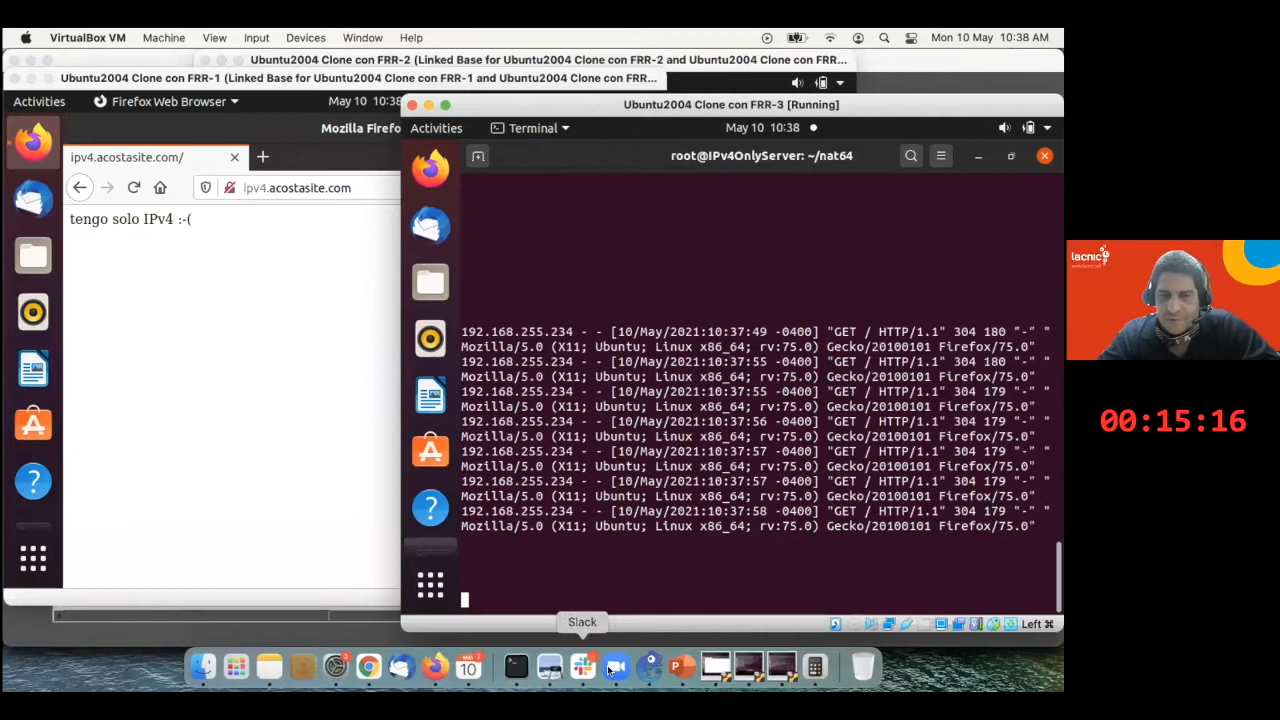 VirtualBox VM Machine View Input Devices Window Help Mon 10 May 10:38 AM
Ubuntu2004 Clone con FRR-2 (Linked Base for Ubuntu2004 Clone con FRR-2 and Ubuntu2004 Clone con FRR...
Ubuntu2004 Clone con FRR-1 (Linked Base for Ubuntu2004 Clone con FRR-1 and Ubuntu2004 Clone con FRR...
Activities Firefox Web Browser May 10 10:38
Mozilla Firefo
ipv4.acostasite.com/
ipv4.acostasite.com
tengo solo IPv4 :-(
Ubuntu2004 Clone con FRR-3 [Running]
Activities Terminal May 10 10:38
root@IPv4OnlyServer: ~/nat64
192.168.255.234 - - [10/May/2021:10:37:49 -0400] "GET / HTTP/1.1" 304 180 "-" "
Mozilla/5.0 (X11; Ubuntu; Linux x86_64; rv:75.0) Gecko/20100101 Firefox/75.0"
192.168.255.234 - - [10/May/2021:10:37:55 -0400] "GET / HTTP/1.1" 304 180 "-" "
Mozilla/5.0 (X11; Ubuntu; Linux x86_64; rv:75.0) Gecko/20100101 Firefox/75.0"
192.168.255.234 - - [10/May/2021:10:37:55 -0400] "GET / HTTP/1.1" 304 179 "-" "
Mozilla/5.0 (X11; Ubuntu; Linux x86_64; rv:75.0) Gecko/20100101 Firefox/75.0"
192.168.255.234 - - [10/May/2021:10:37:56 -0400] "GET / HTTP/1.1" 304 179 "-" "
Mozilla/5.0 (X11; Ubuntu; Linux x86_64; rv:75.0) Gecko/20100101 Firefox/75.0"
192.168.255.234 - - [10/May/2021:10:37:57 -0400] "GET / HTTP/1.1" 304 179 "-" "
Mozilla/5.0 (X11; Ubuntu; Linux x86_64; rv:75.0) Gecko/20100101 Firefox/75.0"
192.168.255.234 - - [10/May/2021:10:37:57 -0400] "GET / HTTP/1.1" 304 179 "-" "
Mozilla/5.0 (X11; Ubuntu; Linux x86_64; rv:75.0) Gecko/20100101 Firefox/75.0"
192.168.255.234 - - [10/May/2021:10:37:58 -0400] "GET / HTTP/1.1" 304 179 "-" "
Mozilla/5.0 (X11; Ubuntu; Linux x86_64; rv:75.0) Gecko/20100101 Firefox/75.0"
Left ⌘
Slack
10
lacnic
00:15:16